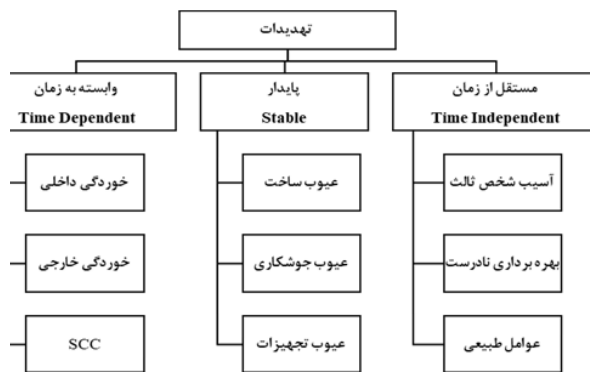 تهدیدات
مستقل از زمان
Time Independent
پایدار
Stable
وابسته به زمان
Time Dependent
آسیب شخص ثالث
عیوب ساخت
خوردگی داخلی
بهره برداری نادرست
عیوب جوشکاری
خوردگی خارجی
عوامل طبیعی
عیوب تجهیزات
SCC